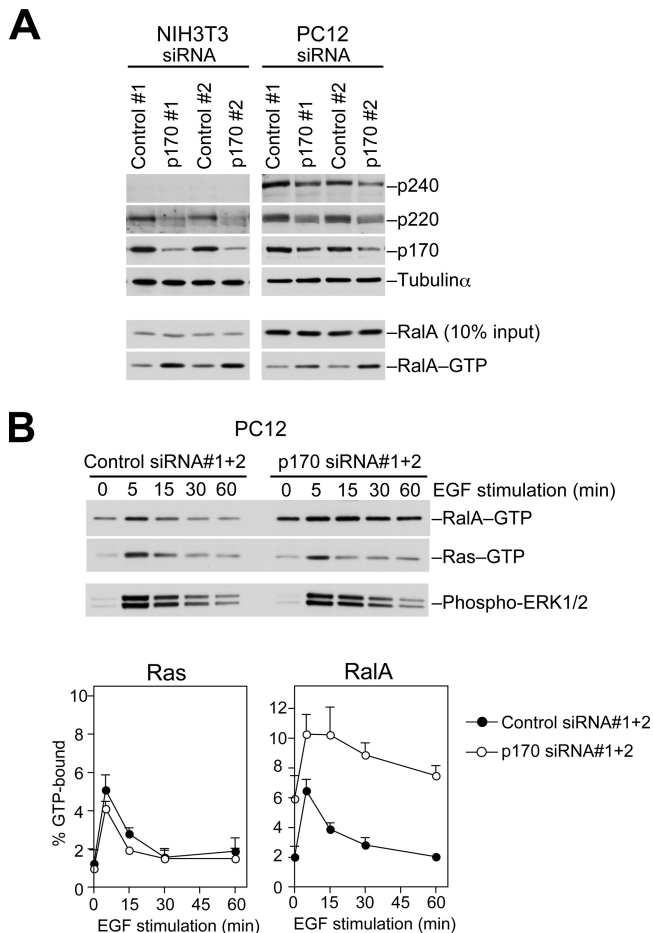 A
NIH3T3
siRNA
PC12
siRNA
Control #1
p170 #1
Control #2
p170 #2
Control #1
p170 #1
Control #2
p170 #2
–p240
–p220
–p170
–Tubulinα
–RalA (10% input)
–RalA–GTP
B
PC12
Control siRNA#1+2
p170 siRNA#1+2
0 5 15 30 60 0 5 15 30 60 EGF stimulation (min)
–RalA–GTP
–Ras–GTP
–Phospho-ERK1/2
Ras
% GTP-bound
10
8
6
4
2
0
0 15 30 45 60
EGF stimulation (min)
RalA
12
10
8
6
4
2
0
0 15 30 45 60
EGF stimulation (min)
Control siRNA#1+2
p170 siRNA#1+2